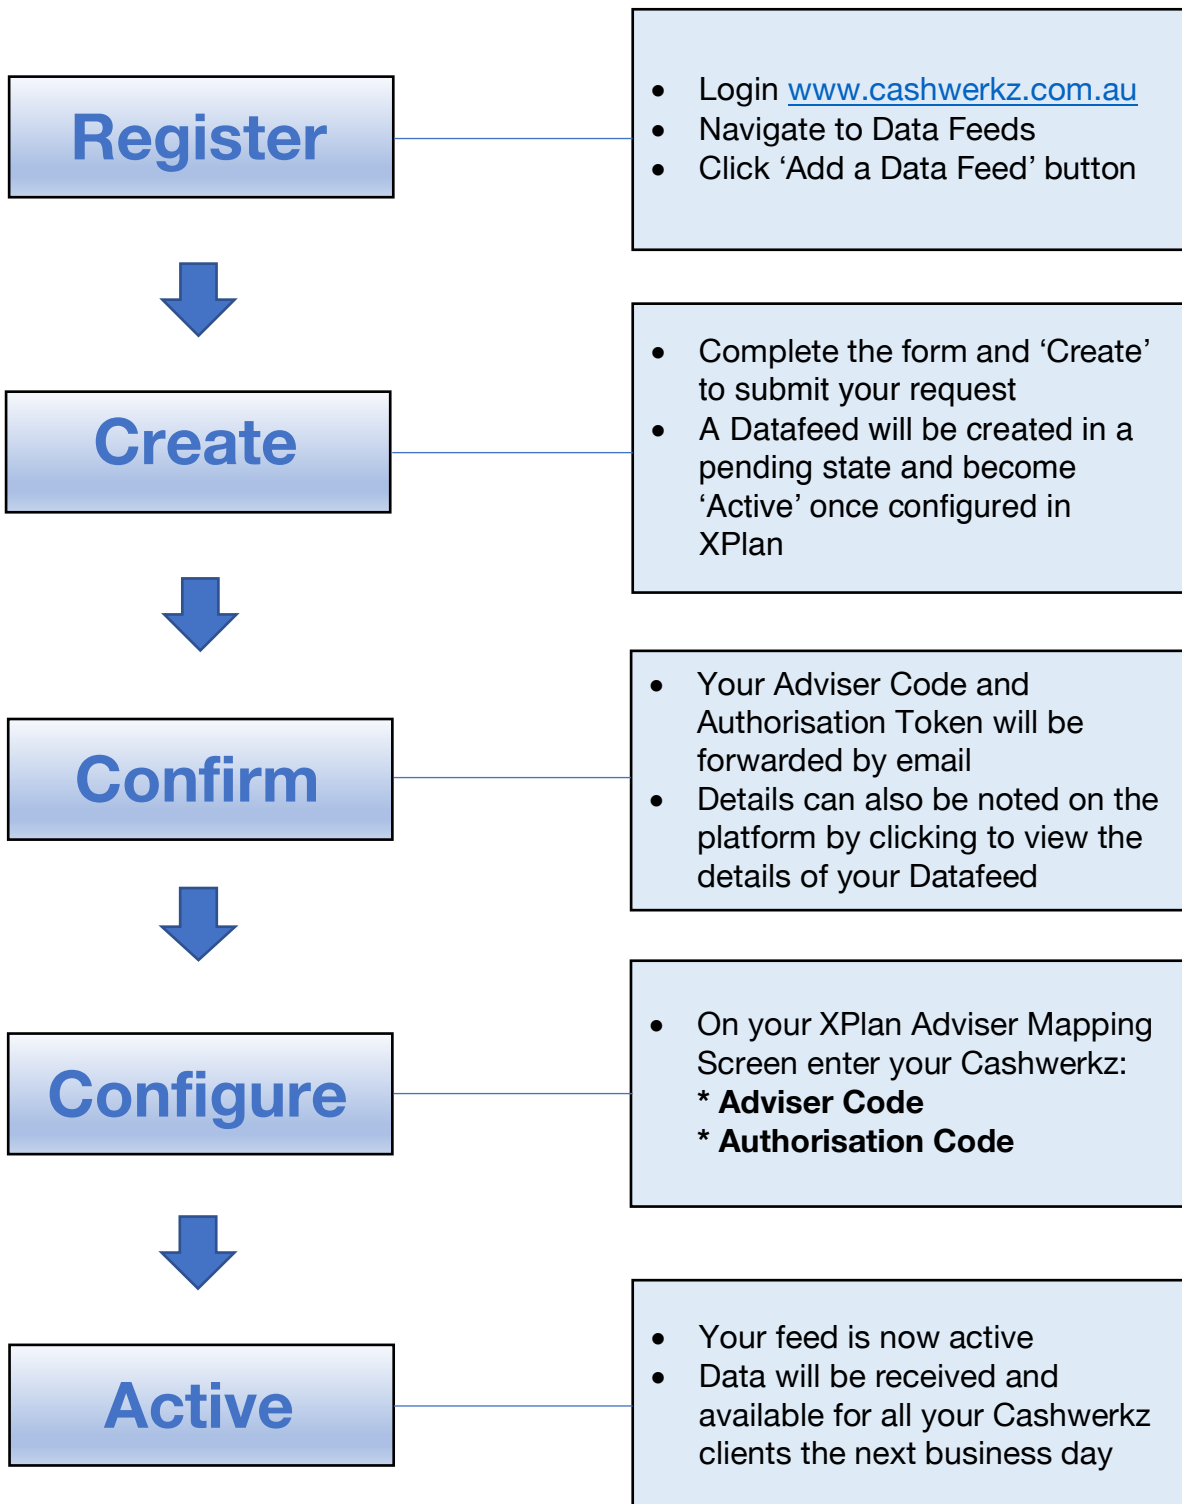 Register
• Login www.cashwerkz.com.au
• Navigate to Data Feeds
• Click ‘Add a Data Feed’ button
Create
• Complete the form and ‘Create’
to submit your request
• A Datafeed will be created in a
pending state and become
‘Active’ once configured in
XPlan
Confirm
• Your Adviser Code and
Authorisation Token will be
forwarded by email
• Details can also be noted on the
platform by clicking to view the
details of your Datafeed
Configure
• On your XPlan Adviser Mapping
Screen enter your Cashwerkz:
* Adviser Code
* Authorisation Code
Active
• Your feed is now active
• Data will be received and
available for all your Cashwerkz
clients the next business day